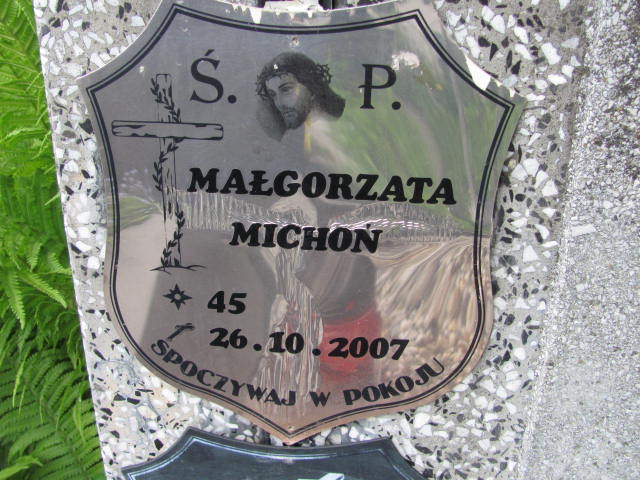 Ś. P.
MAŁGORZATA
MICHOŃ
45
26.10.2007
SPOCZYWAJ W POKOJU